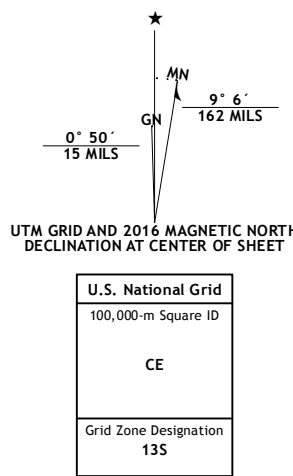 ★
MN
GN
9° 6´
162 MILS
0° 50´
15 MILS
UTM GRID AND 2016 MAGNETIC NORTH
DECLINATION AT CENTER OF SHEET
U.S. National Grid
100,000-m Square ID
CE
Grid Zone Designation
13S